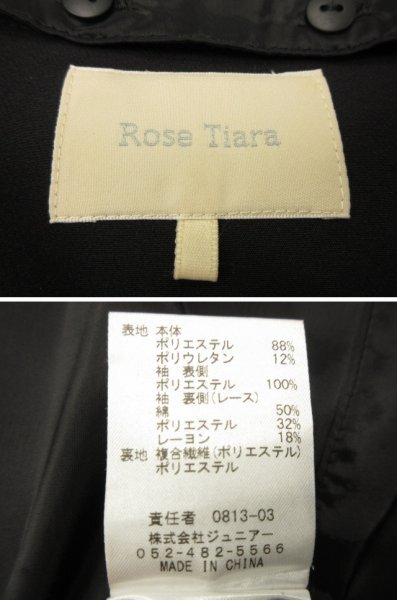 Rose Tiara
表地 本体
ポリエステル 88%
ポリウレタン 12%
袖 表側
ポリエステル 100%
袖 裏側(レース)
綿 50%
ポリエステル 32%
レーヨン 18%
裏地 複合繊維(ポリエステル)
ポリエステル
責任者 0813-03
株式会社ジュニアー
052-482-5566
MADE IN CHINA